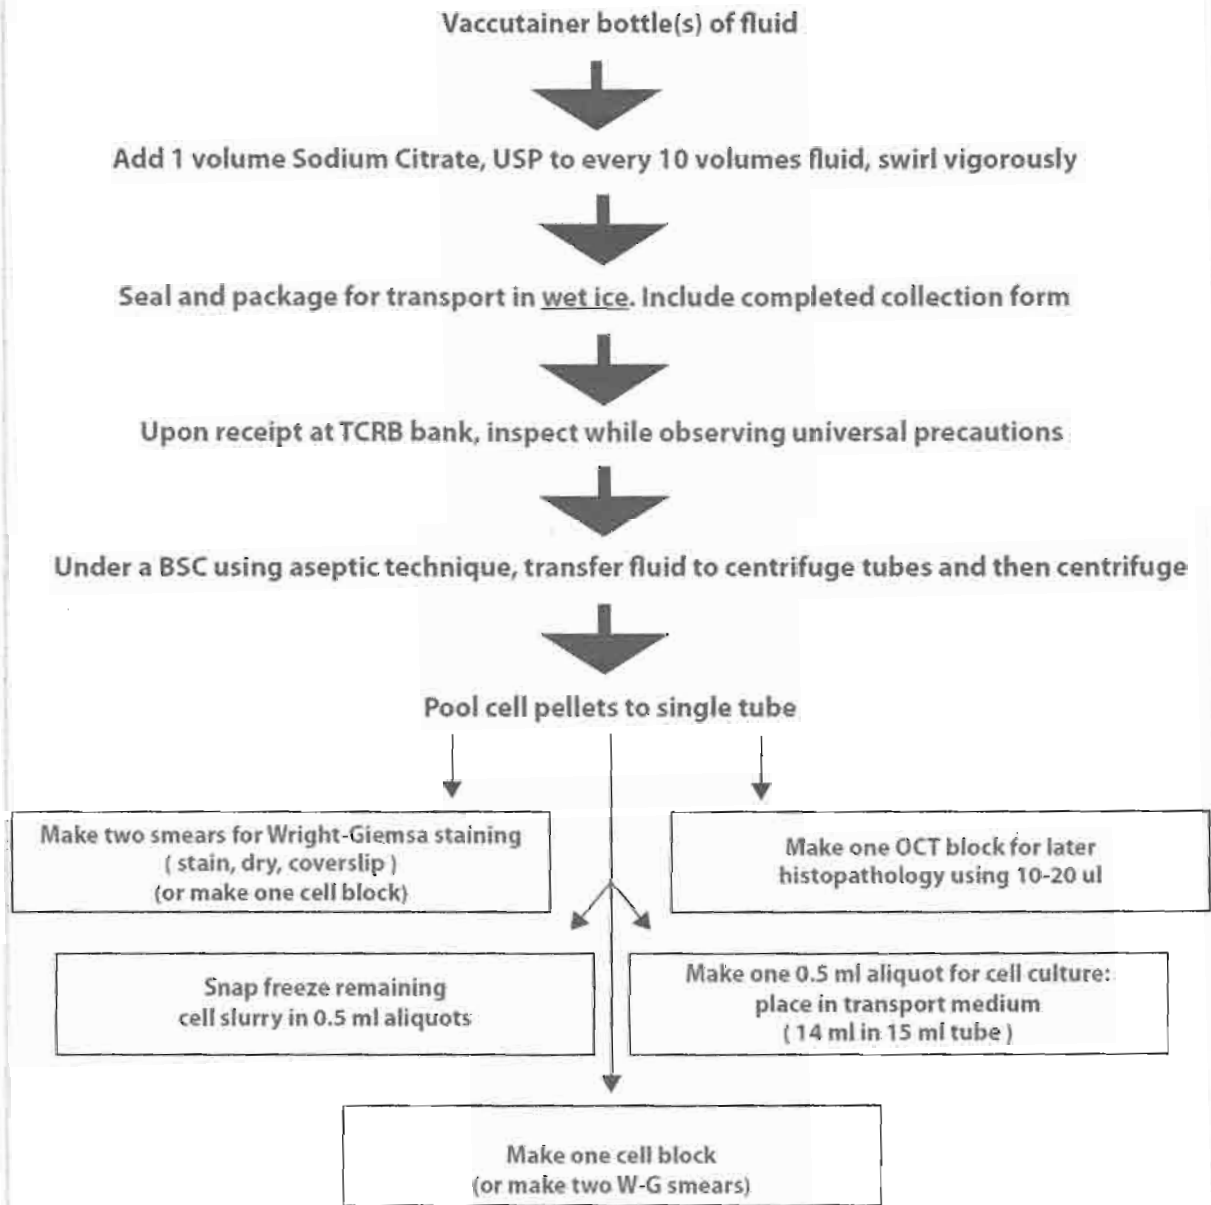 Vaccutainer bottle(s) of fluid
Add 1 volume Sodium Citrate, USP to every 10 volumes fluid, swirl vigorously
Seal and package for transport in wet ice. Include completed collection form
Upon receipt at TCRB bank, inspect while observing universal precautions
Under a BSC using aseptic technique, transfer fluid to centrifuge tubes and then centrifuge
Pool cell pellets to single tube
Make two smears for Wright-Giemsa staining
( stain, dry, coverslip )
(or make one cell block)
Make one OCT block for later
histopathology using 10-20 ul
Snap freeze remaining
cell slurry in 0.5 ml aliquots
Make one 0.5 ml aliquot for cell culture:
place in transport medium
( 14 ml in 15 ml tube )
Make one cell block
(or make two W-G smears)